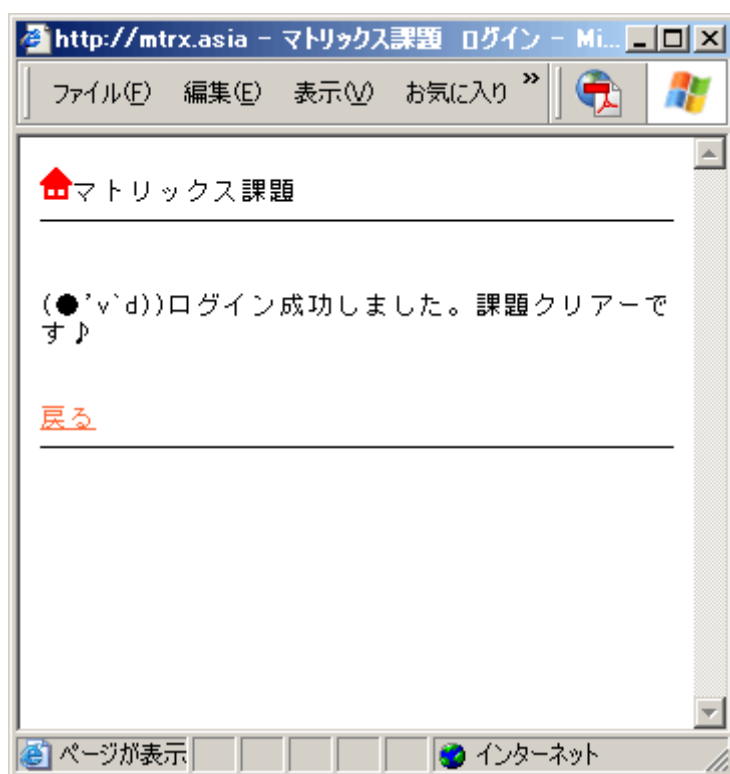 http://mtrx.asia - マトリックス課題 ログイン - Mi...
ファイル(F) 編集(E) 表示(V) お気に入り »
マトリックス課題
(●'v`d))ログイン成功しました。課題クリアーで
す♪
戻る
ページが表示 インターネット